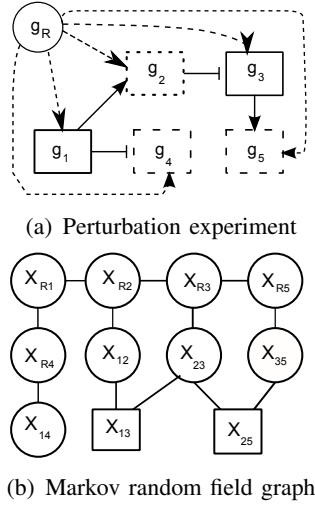 g_R
g_2
g_3
g_1
g_4
g_5
(a) Perturbation experiment
X_R1 X_R2 X_R3 X_R5
X_R4 X_12 X_23 X_35
X_14 X_13 X_25
(b) Markov random field graph